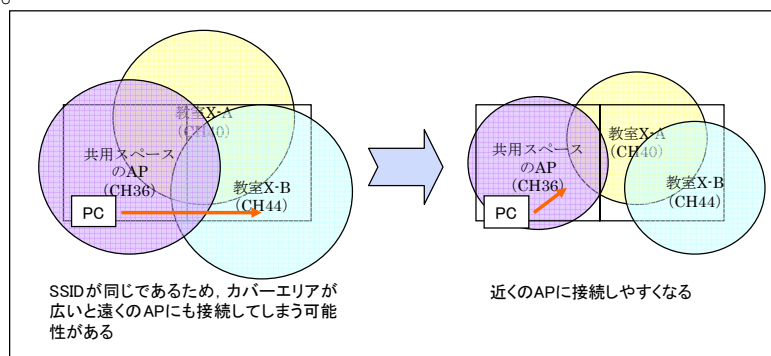 教室X-A
(CH40)
共用スペース
のAP
(CH36)
教室X-B
(CH44)
PC
SSIDが同じであるため，カバーエリアが
広いと遠くのAPにも接続してしまう可能
性がある
教室X-A
(CH40)
共用スペース
のAP
(CH36)
教室X-B
(CH44)
PC
近くのAPに接続しやすくなる